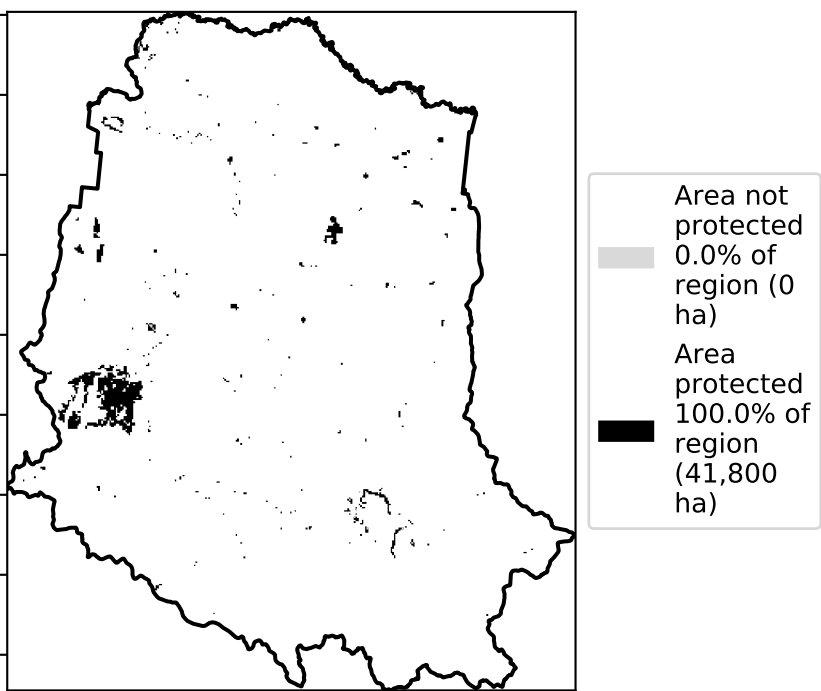 Area not
protected
0.0% of
region (0
ha)
Area
protected
100.0% of
region
(41,800
ha)